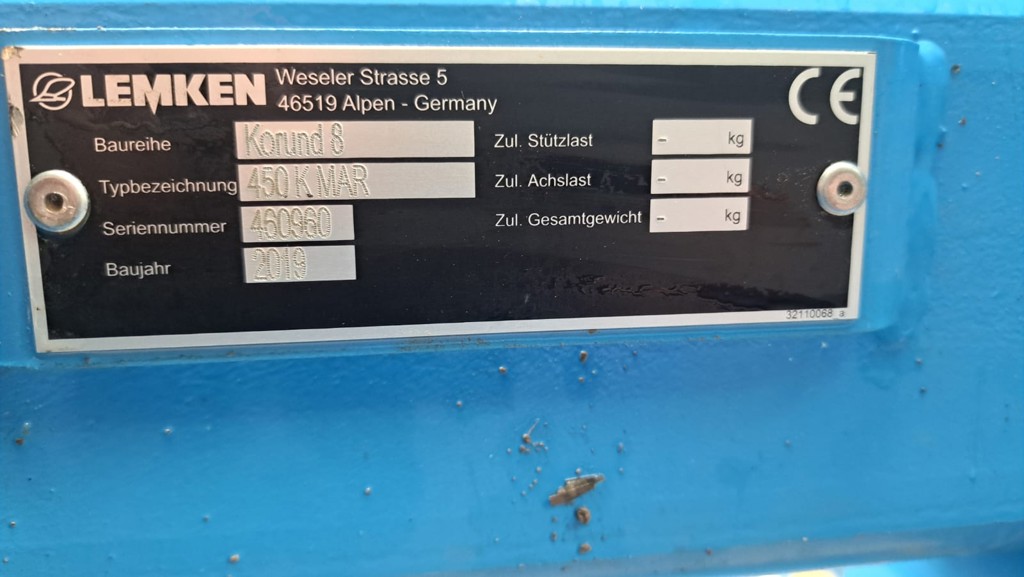 LEMKEN Weseler Strasse 5
46519 Alpen - Germany
CE
Baureihe Korund 8
Typbezeichnung 450 K MAR
Seriennummer 460960
Baujahr 2019
Zul. Stützlast - kg
Zul. Achslast - kg
Zul. Gesamtgewicht - kg
32110068_a